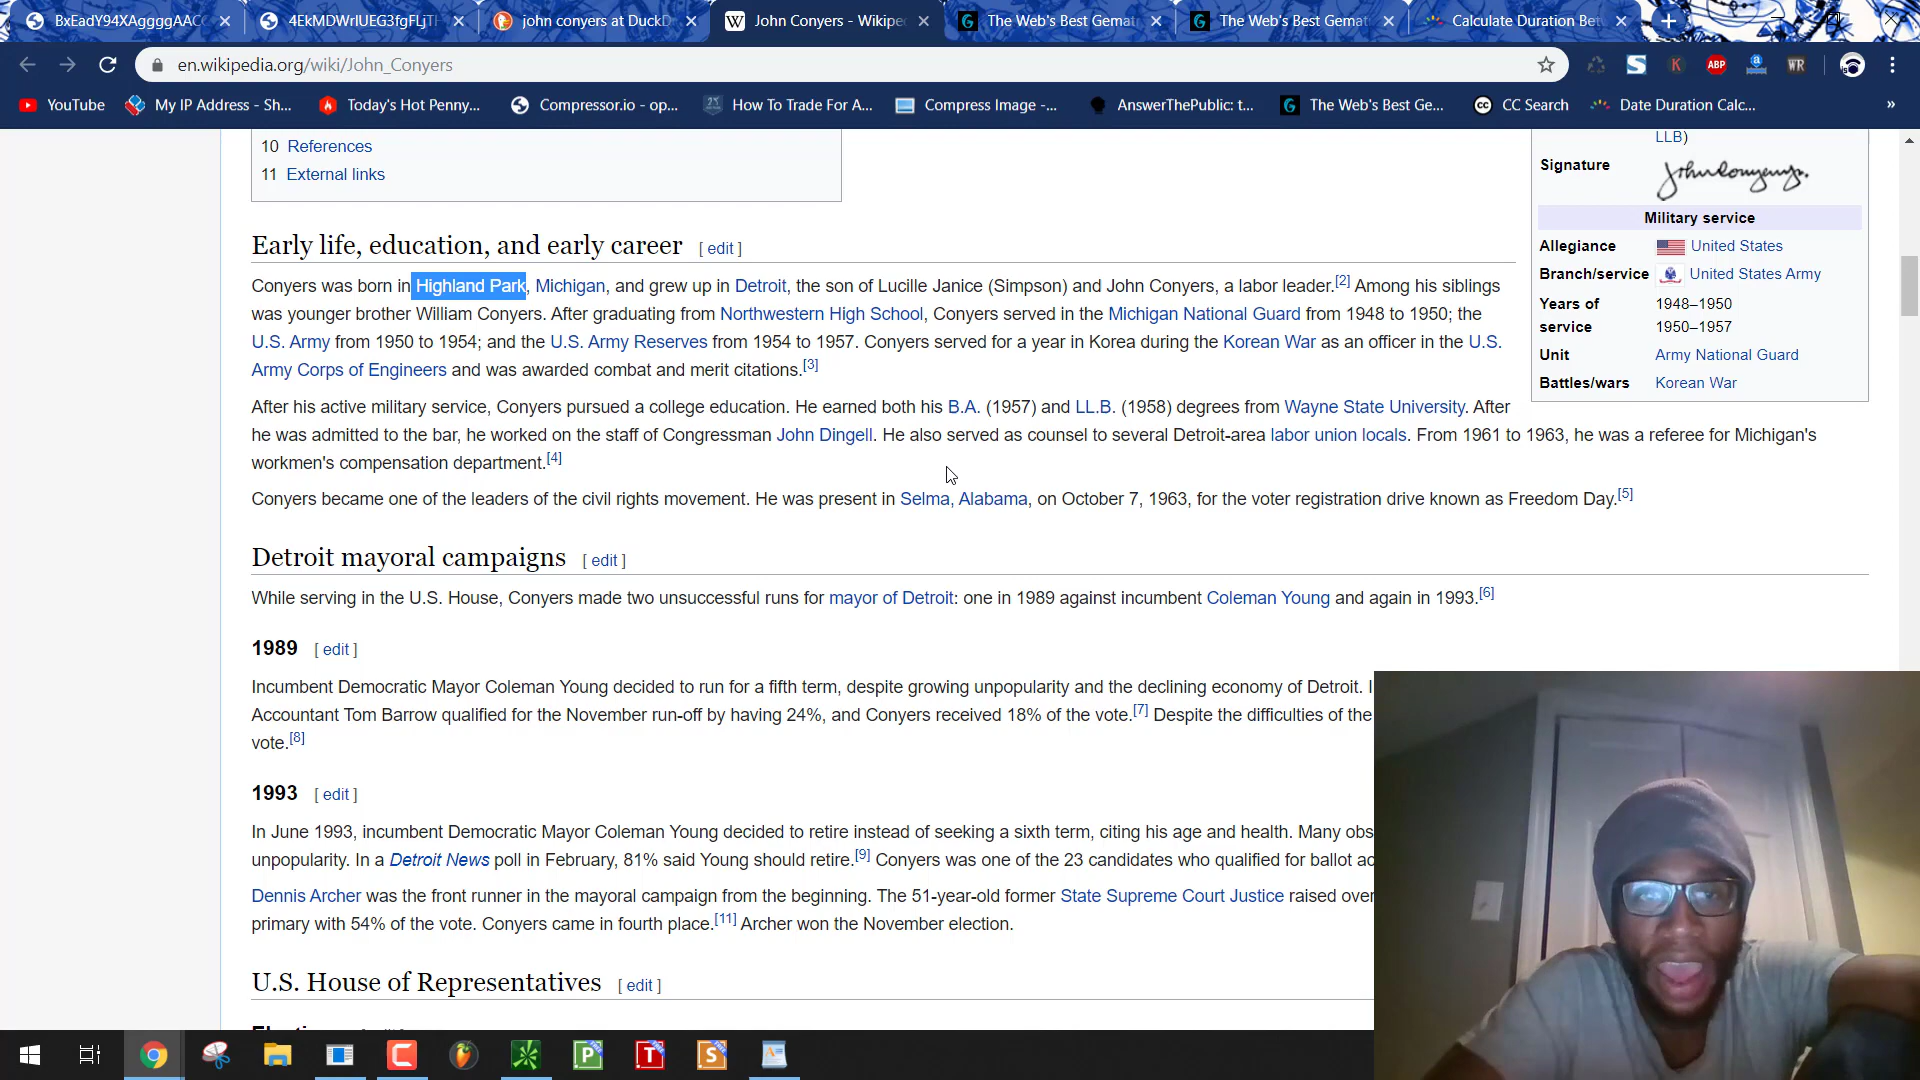 BxEadY94XAggggAAC
4EkMDWrIUEG3fgFLjTF
john conyers at DuckD
John Conyers - Wikipe
The Web's Best Gemat
The Web's Best Gemat
Calculate Duration Bet
en.wikipedia.org/wiki/John_Conyers
YouTube
My IP Address - Sh...
Today's Hot Penny...
Compressor.io - op...
How To Trade For A...
Compress Image -...
AnswerThePublic: t...
The Web's Best Ge...
CC Search
Date Duration Calc...
»
10 References
11 External links
LLB)
Signature
Military service
Allegiance United States
Branch/service United States Army
Years of service 1948–1950
1950–1957
Unit Army National Guard
Battles/wars Korean War
Early life, education, and early career [ edit ]
Conyers was born in Highland Park, Michigan, and grew up in Detroit, the son of Lucille Janice (Simpson) and John Conyers, a labor leader.[2] Among his siblings
was younger brother William Conyers. After graduating from Northwestern High School, Conyers served in the Michigan National Guard from 1948 to 1950; the
U.S. Army from 1950 to 1954; and the U.S. Army Reserves from 1954 to 1957. Conyers served for a year in Korea during the Korean War as an officer in the U.S.
Army Corps of Engineers and was awarded combat and merit citations.[3]
After his active military service, Conyers pursued a college education. He earned both his B.A. (1957) and LL.B. (1958) degrees from Wayne State University. After
he was admitted to the bar, he worked on the staff of Congressman John Dingell. He also served as counsel to several Detroit-area labor union locals. From 1961 to 1963, he was a referee for Michigan's
workmen's compensation department.[4]
Conyers became one of the leaders of the civil rights movement. He was present in Selma, Alabama, on October 7, 1963, for the voter registration drive known as Freedom Day.[5]
Detroit mayoral campaigns [ edit ]
While serving in the U.S. House, Conyers made two unsuccessful runs for mayor of Detroit: one in 1989 against incumbent Coleman Young and again in 1993.[6]
1989 [ edit ]
Incumbent Democratic Mayor Coleman Young decided to run for a fifth term, despite growing unpopularity and the declining economy of Detroit. I
Accountant Tom Barrow qualified for the November run-off by having 24%, and Conyers received 18% of the vote.[7] Despite the difficulties of the
vote.[8]
1993 [ edit ]
In June 1993, incumbent Democratic Mayor Coleman Young decided to retire instead of seeking a sixth term, citing his age and health. Many obs
unpopularity. In a Detroit News poll in February, 81% said Young should retire.[9] Conyers was one of the 23 candidates who qualified for ballot ac
Dennis Archer was the front runner in the mayoral campaign from the beginning. The 51-year-old former State Supreme Court Justice raised over
primary with 54% of the vote. Conyers came in fourth place.[11] Archer won the November election.
U.S. House of Representatives [ edit ]